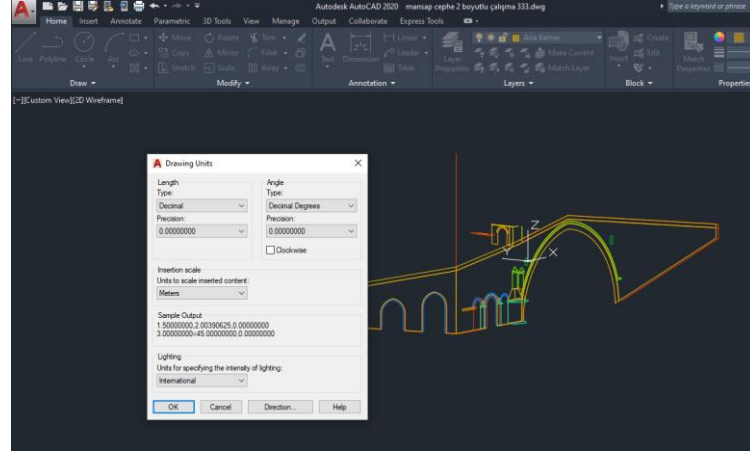 Autodesk AutoCAD 2020 mansap cephe 2 boyutlu çalışma 333.dwg
Type a keyword or phrase
Home Insert Annotate Parametric 3D Tools View Manage Output Collaborate Express Tools
Line Polyline Circle Arc
Move Rotate Trim
Copy Mirror Fillet
Stretch Scale Array
Text Dimension
Linear
Leader
Table
Layer Properties
Ana Kemer
Make Current
Match Layer
Insert
Create
Edit
Match Properties
Draw Modify Annotation Layers Block Propertie
[-][Custom View][2D Wireframe]
Drawing Units
Length
Type:
Decimal
Precision:
0.00000000
Angle
Type:
Decimal Degrees
Precision:
0.00000000
Clockwise
Insertion scale
Units to scale inserted content:
Meters
Sample Output
1.50000000,2.00390625,0.00000000
3.00000000<45.00000000,0.00000000
Lighting
Units for specifying the intensity of lighting:
International
OK Cancel Direction... Help
Z
Y
X